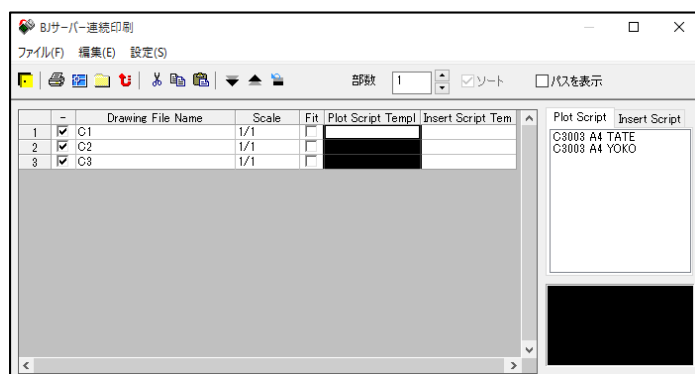 BJサーバー連続印刷
ファイル(F) 編集(E) 設定(S)
部数 1 ソート パスを表示
- Drawing File Name Scale Fit Plot Script Templ Insert Script Tem
1 C1 1/1
2 C2 1/1
3 C3 1/1
Plot Script Insert Script
C3003 A4 TATE
C3003 A4 YOKO